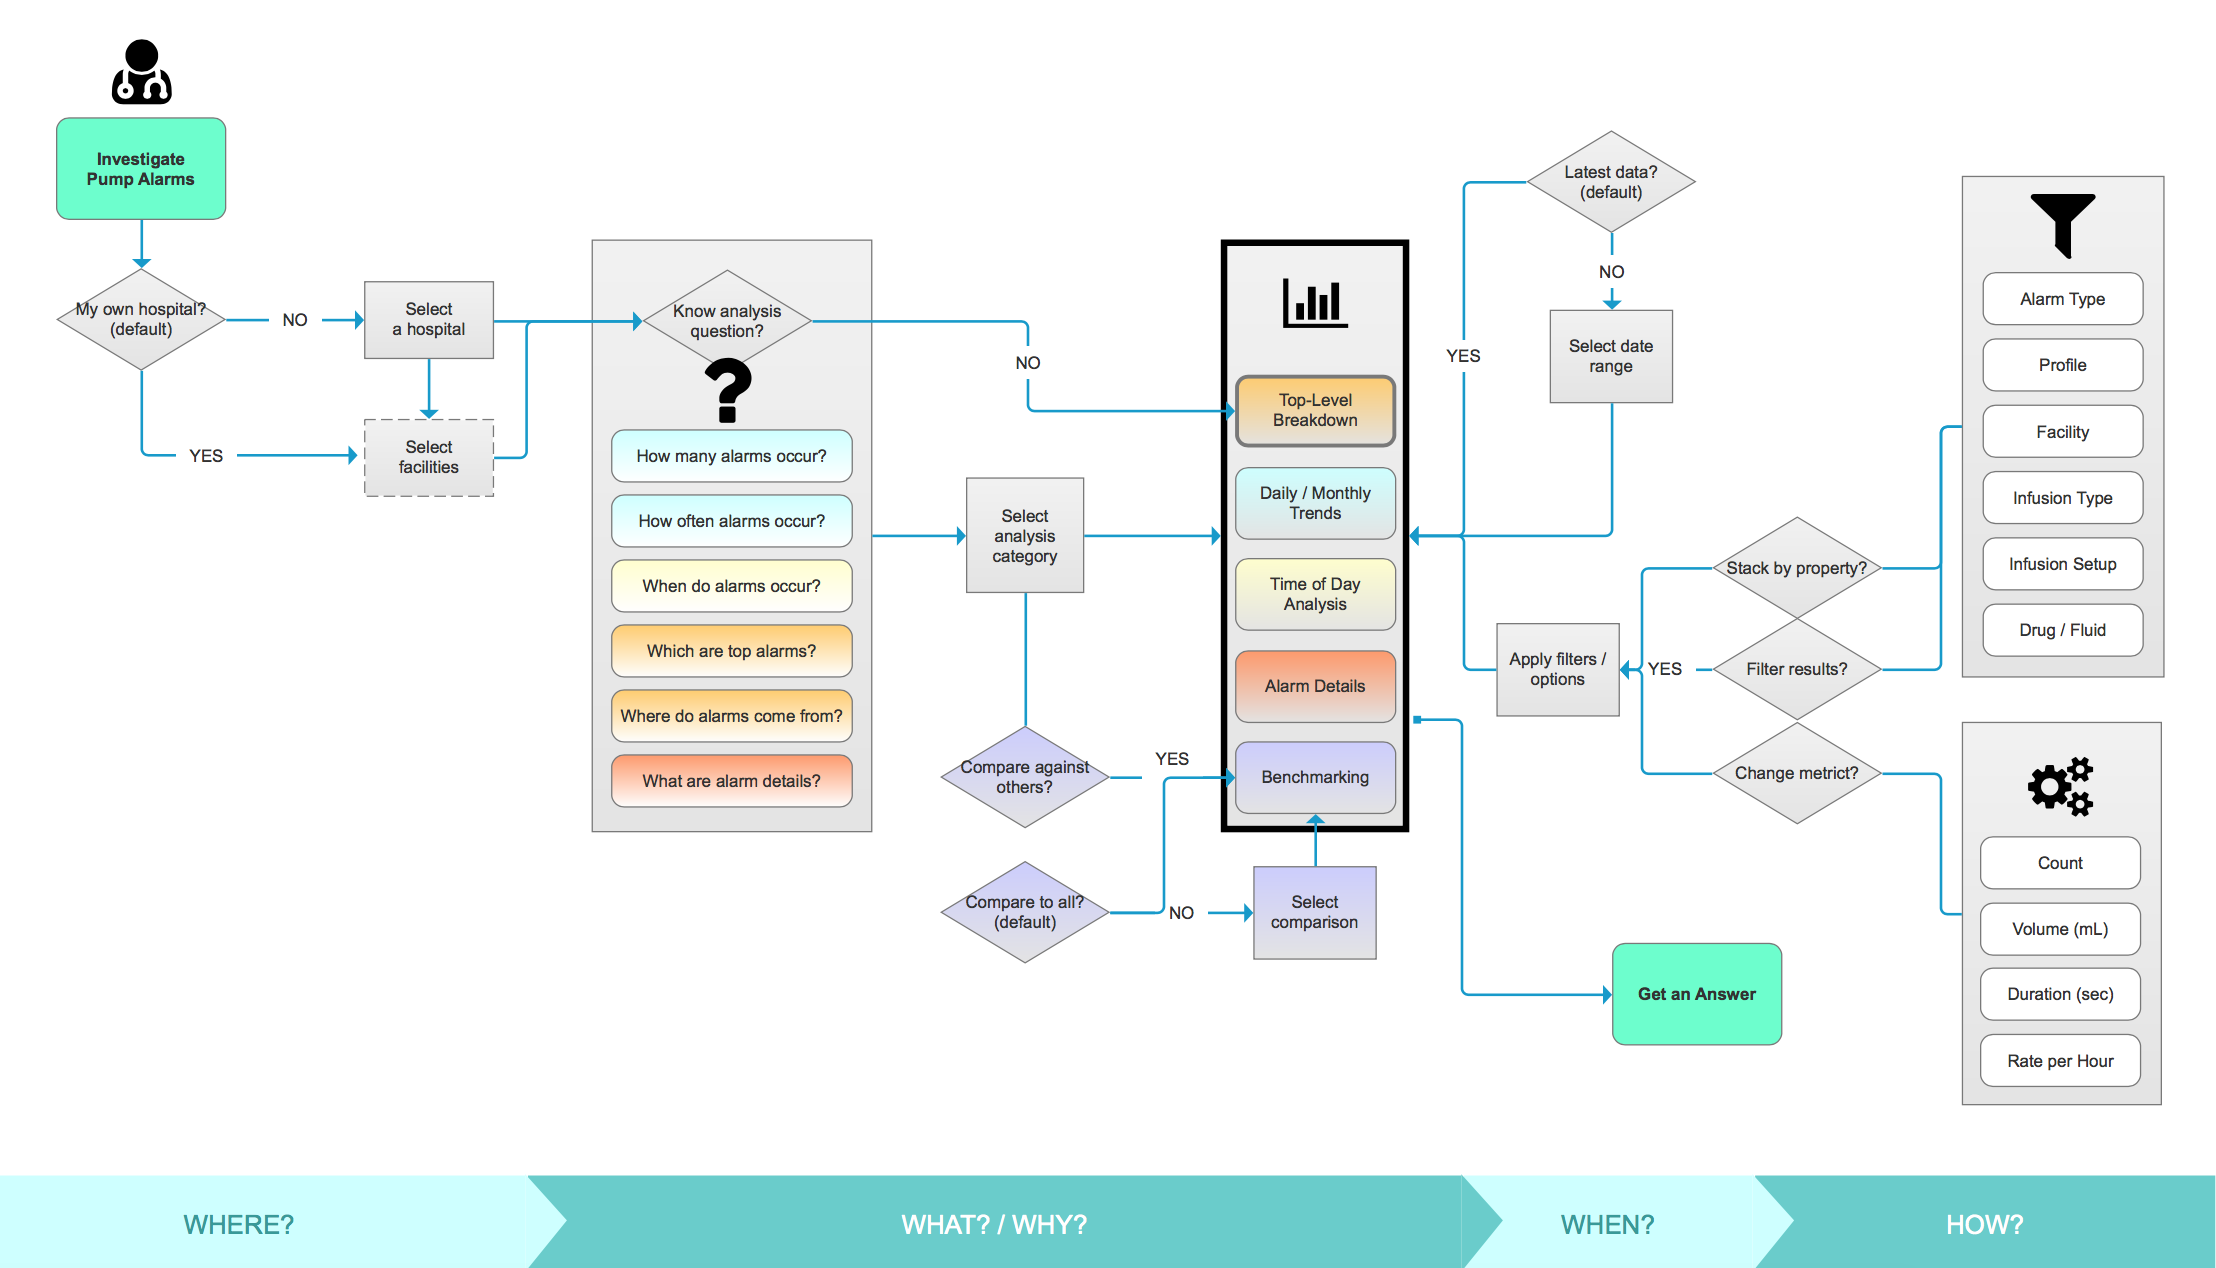 Investigate
Pump Alarms
My own hospital?
(default)
NO
YES
Select
a hospital
Select
facilities
Know analysis
question?
How many alarms occur?
How often alarms occur?
When do alarms occur?
Which are top alarms?
Where do alarms come from?
What are alarm details?
NO
Select
analysis
category
Compare against
others?
YES
Compare to all?
(default)
NO
Select
comparison
Top-Level
Breakdown
Daily / Monthly
Trends
Time of Day
Analysis
Alarm Details
Benchmarking
Latest data?
(default)
YES
NO
Select date
range
Apply filters /
options
YES
Stack by property?
Filter results?
Change metric?
Get an Answer
Alarm Type
Profile
Facility
Infusion Type
Infusion Setup
Drug / Fluid
Count
Volume (mL)
Duration (sec)
Rate per Hour
WHERE?
WHAT? / WHY?
WHEN?
HOW?